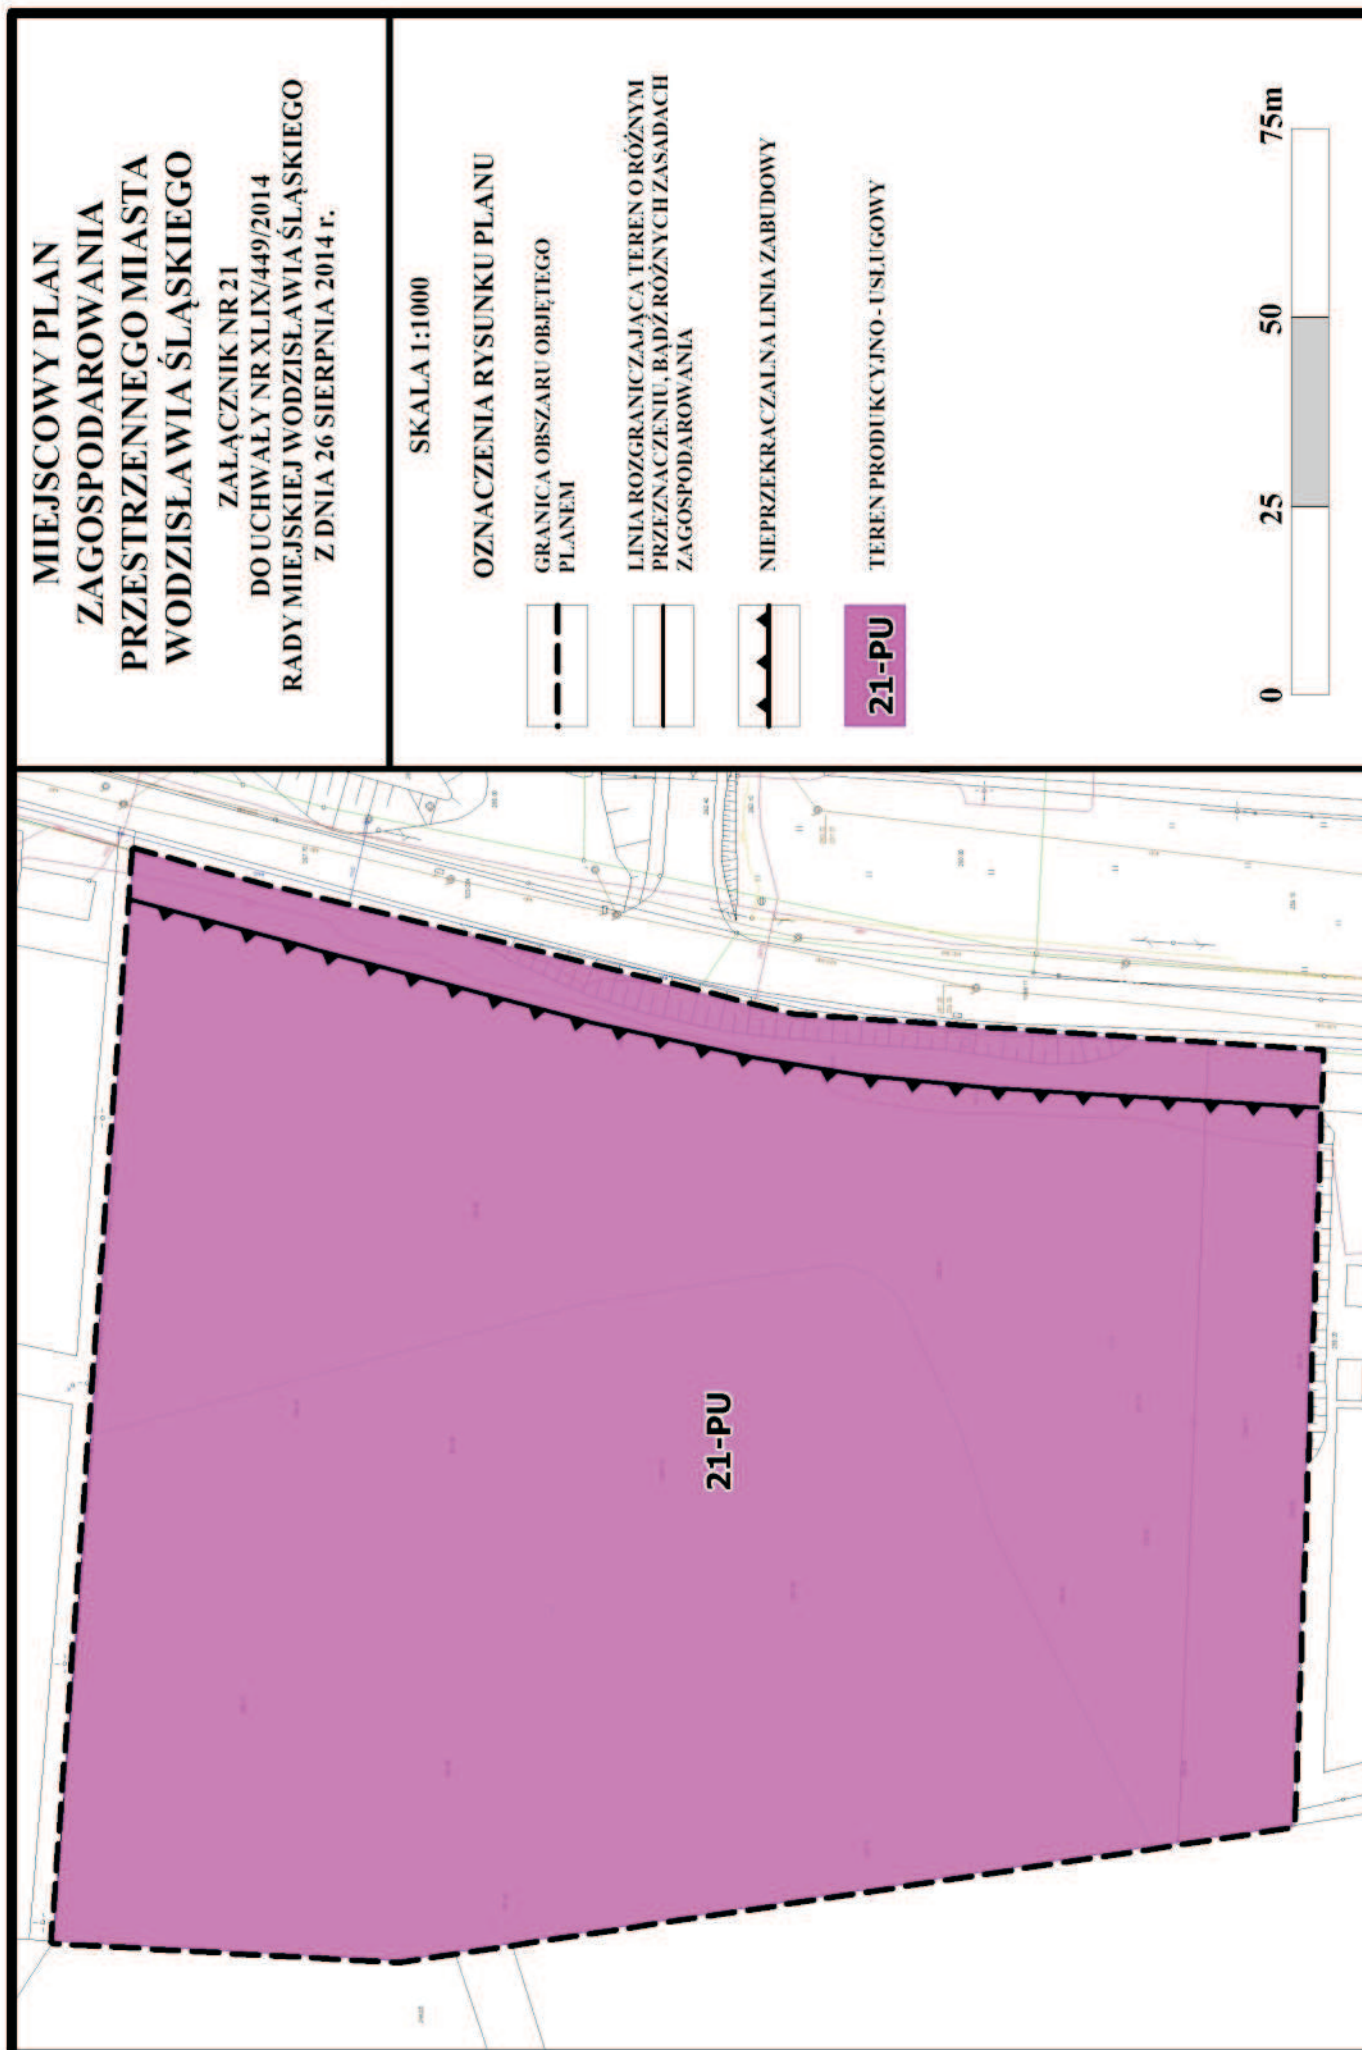 MIEJSCOWY PLAN
ZAGOSPODAROWANIA
PRZESTRZENNEGO MIASTA
WODZISŁAWIA ŚLĄSKIEGO
ZAŁĄCZNIK NR 21
DO UCHWAŁY NR XLIX/449/2014
RADY MIEJSKIEJ WODZISŁAWIA ŚLĄSKIEGO
Z DNIA 26 SIERPNIA 2014 r.
SKALA 1:1000
OZNACZENIA RYSUNKU PLANU
GRANICA OBSZARU OBJĘTEGO
PLANEM
LINIA ROZGRANICZAJĄCA TEREN O RÓŻNYM
PRZEZNACZENIU, BĄDŹ RÓŻNYCH ZASADACH
ZAGOSPODAROWANIA
NIEPRZEKRACZALNA LINIA ZABUDOWY
21-PU
TEREN PRODUKCYJNO - USŁUGOWY
0 25 50 75m
21-PU